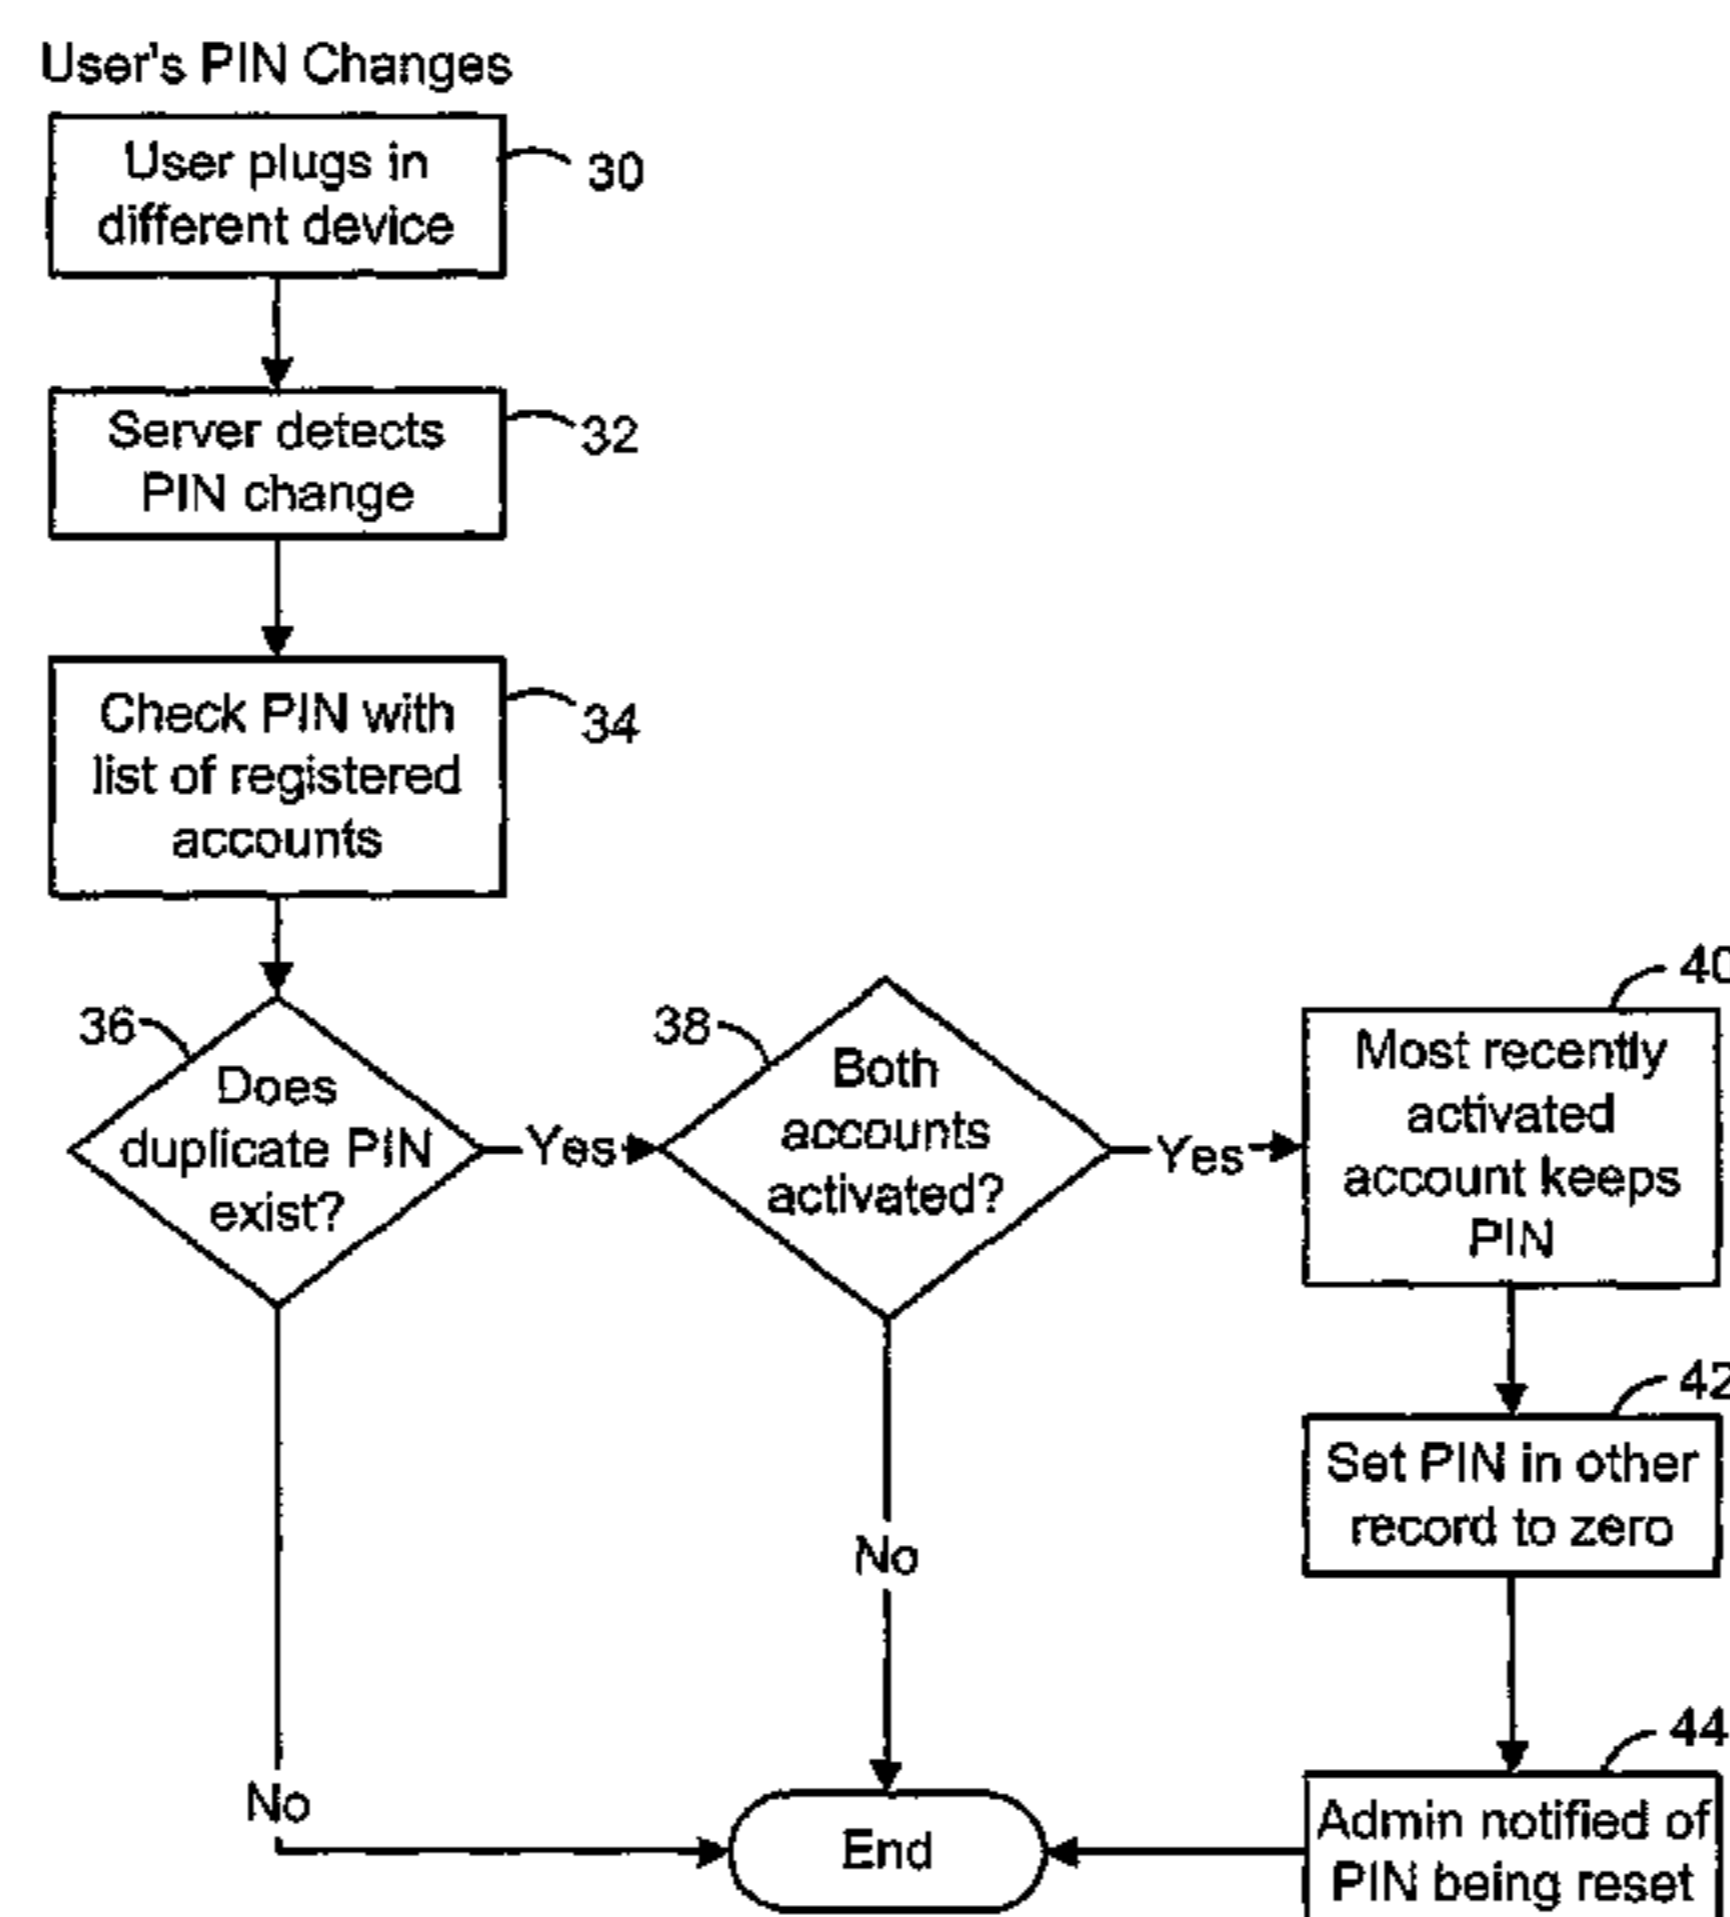 User's PIN Changes
User plugs in
different device
30
Server detects
PIN change
32
Check PIN with
list of registered
accounts
34
36
Does
duplicate PIN
exist?
Yes
38
Both
accounts
activated?
Yes
40
Most recently
activated
account keeps
PIN
42
Set PIN in other
record to zero
No
44
Admin notified of
PIN being reset
No
End